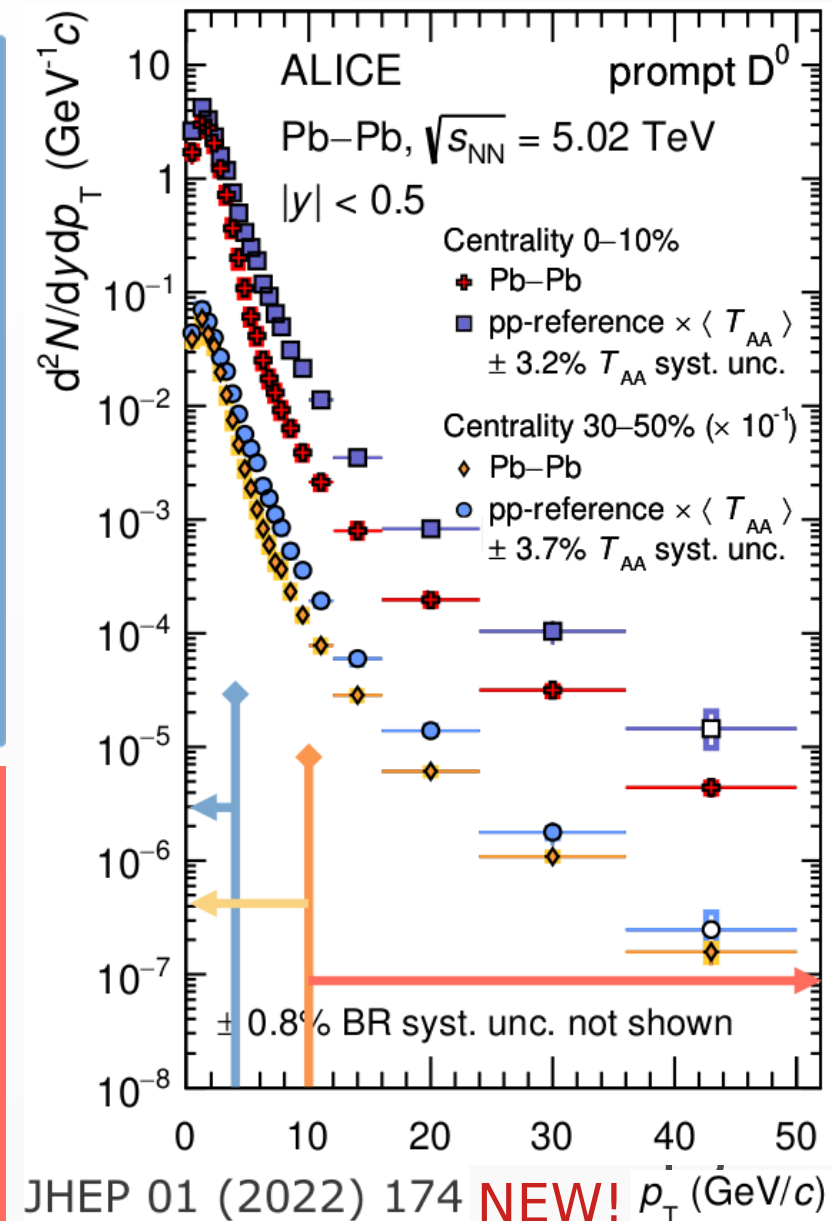 ALICE prompt D⁰
Pb–Pb, √sNN = 5.02 TeV
|y| < 0.5
Centrality 0–10%
Pb–Pb
pp-reference × ⟨ TAA ⟩
± 3.2% TAA syst. unc.
Centrality 30–50% (× 10⁻¹)
Pb–Pb
pp-reference × ⟨ TAA ⟩
± 3.7% TAA syst. unc.
± 0.8% BR syst. unc. not shown
d²N/dydpT (GeV⁻¹c)
10
1
10⁻¹
10⁻²
10⁻³
10⁻⁴
10⁻⁵
10⁻⁶
10⁻⁷
10⁻⁸
0 10 20 30 40 50
JHEP 01 (2022) 174 NEW! pT (GeV/c)